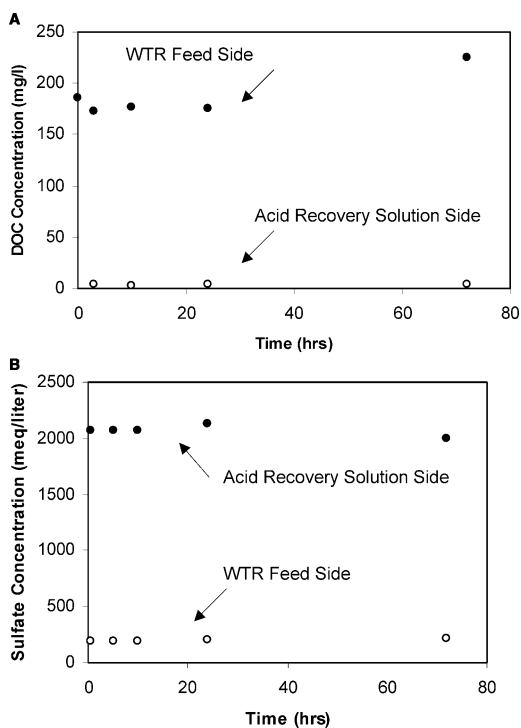 A
250
200
150
100
50
0
DOC Concentration (mg/l)
WTR Feed Side
Acid Recovery Solution Side
0 20 40 60 80
Time (hrs)
B
2500
2000
1500
1000
500
0
Sulfate Concentration (meq/liter)
Acid Recovery Solution Side
WTR Feed Side
0 20 40 60 80
Time (hrs)